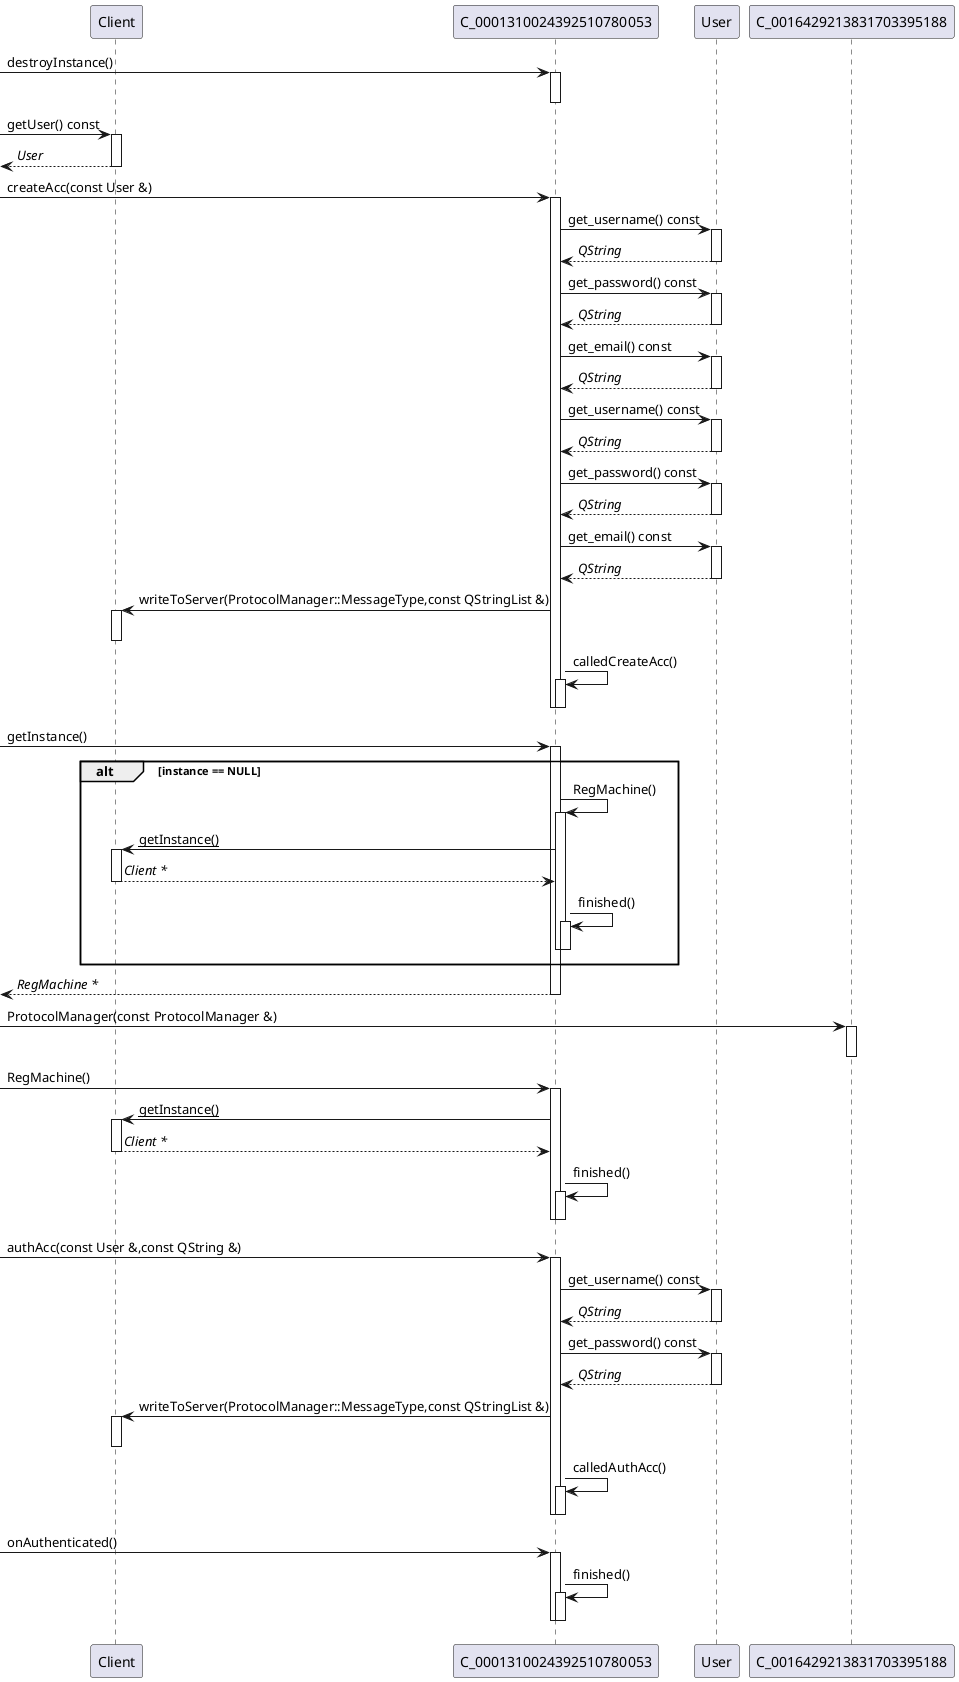 Client C_0001310024392510780053 User C_0016429213831703395188
destroyInstance()
getUser() const
User
createAcc(const User &)
get_username() const
QString
get_password() const
QString
get_email() const
QString
get_username() const
QString
get_password() const
QString
get_email() const
QString
writeToServer(ProtocolManager::MessageType,const QStringList &)
calledCreateAcc()
getInstance()
alt [instance == NULL]
RegMachine()
getInstance()
Client *
finished()
RegMachine *
ProtocolManager(const ProtocolManager &)
RegMachine()
getInstance()
Client *
finished()
authAcc(const User &,const QString &)
get_username() const
QString
get_password() const
QString
writeToServer(ProtocolManager::MessageType,const QStringList &)
calledAuthAcc()
onAuthenticated()
finished()
Client C_0001310024392510780053 User C_0016429213831703395188